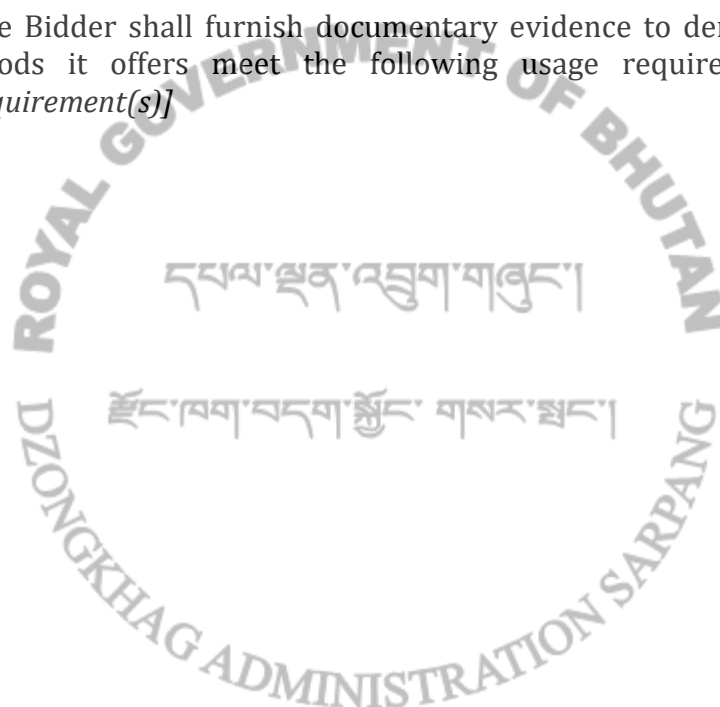 e Bidder shall furnish documentary evidence to der
ods it offers meet the following usage require
quirement(s)]
ROYAL GOVERNMENT OF BHUTAN
དཔལ་ལྡན་འབྲུག་གཞུང་།
རྫོང་ཁག་བདག་སྐྱོང་ གསར་སྤང་།
DZONGKHAG ADMINISTRATION SARPANG